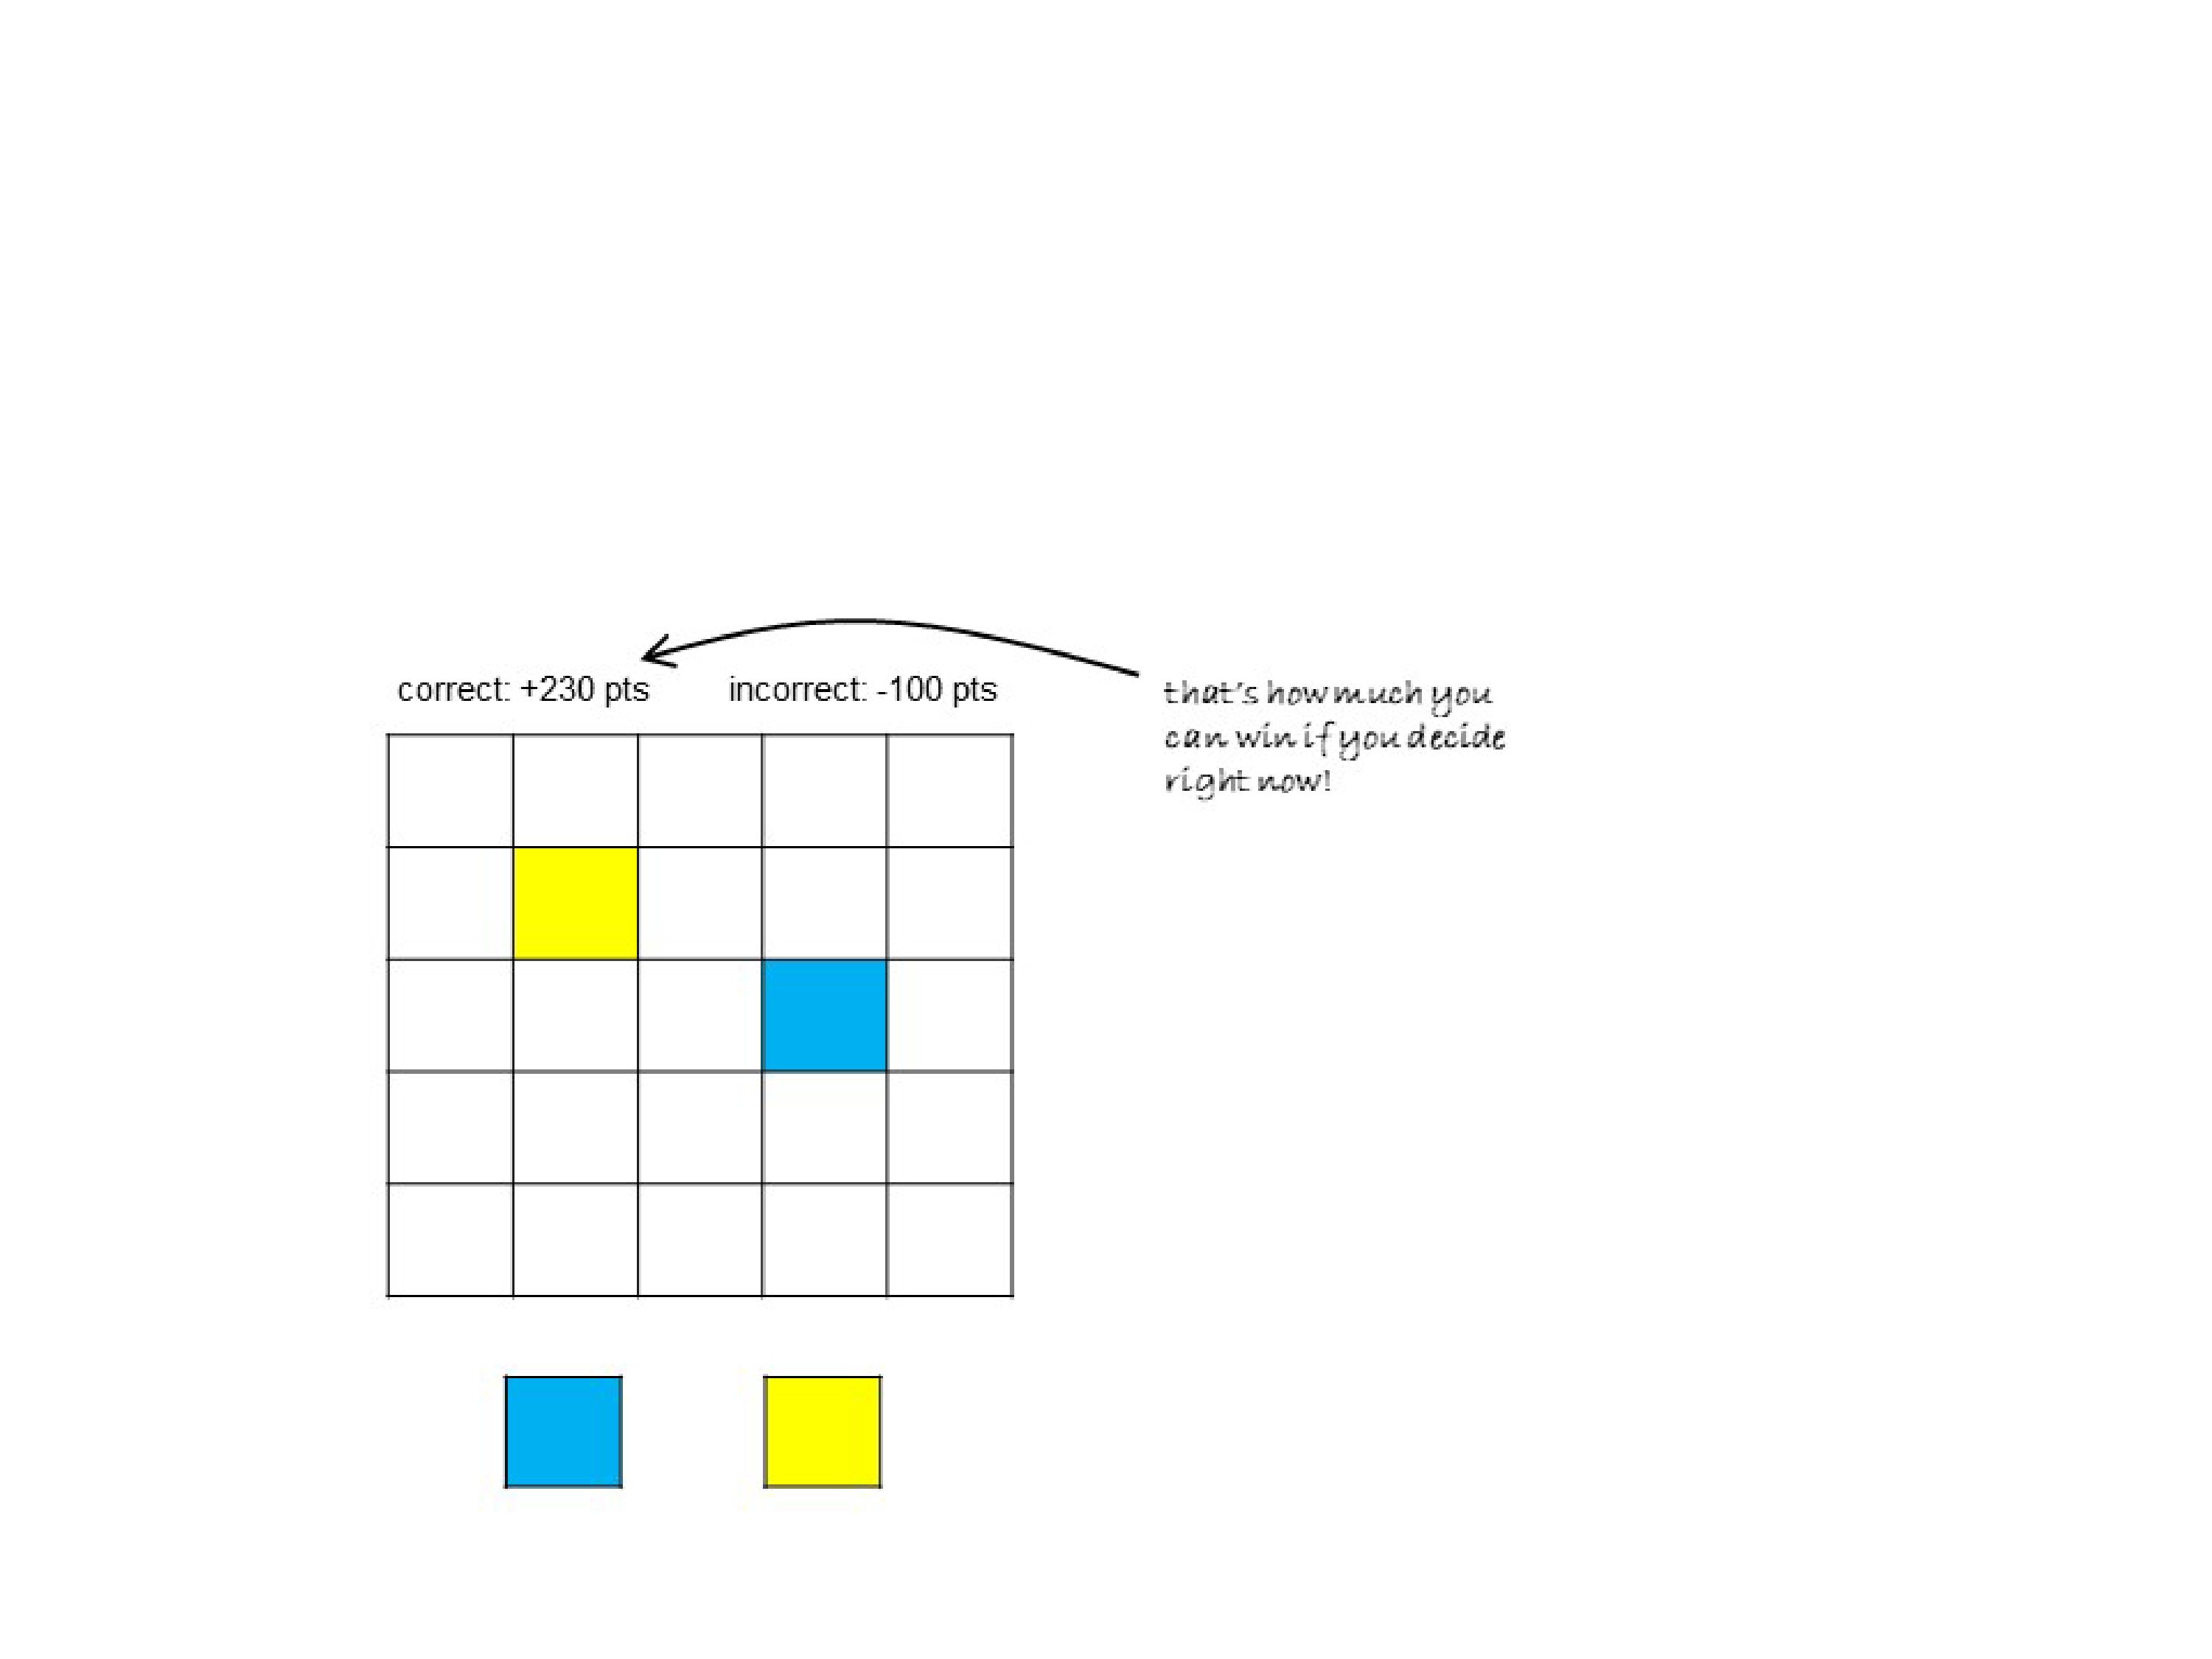 correct: +230 pts incorrect: -100 pts
that's how much you
can win if you decide
right now!